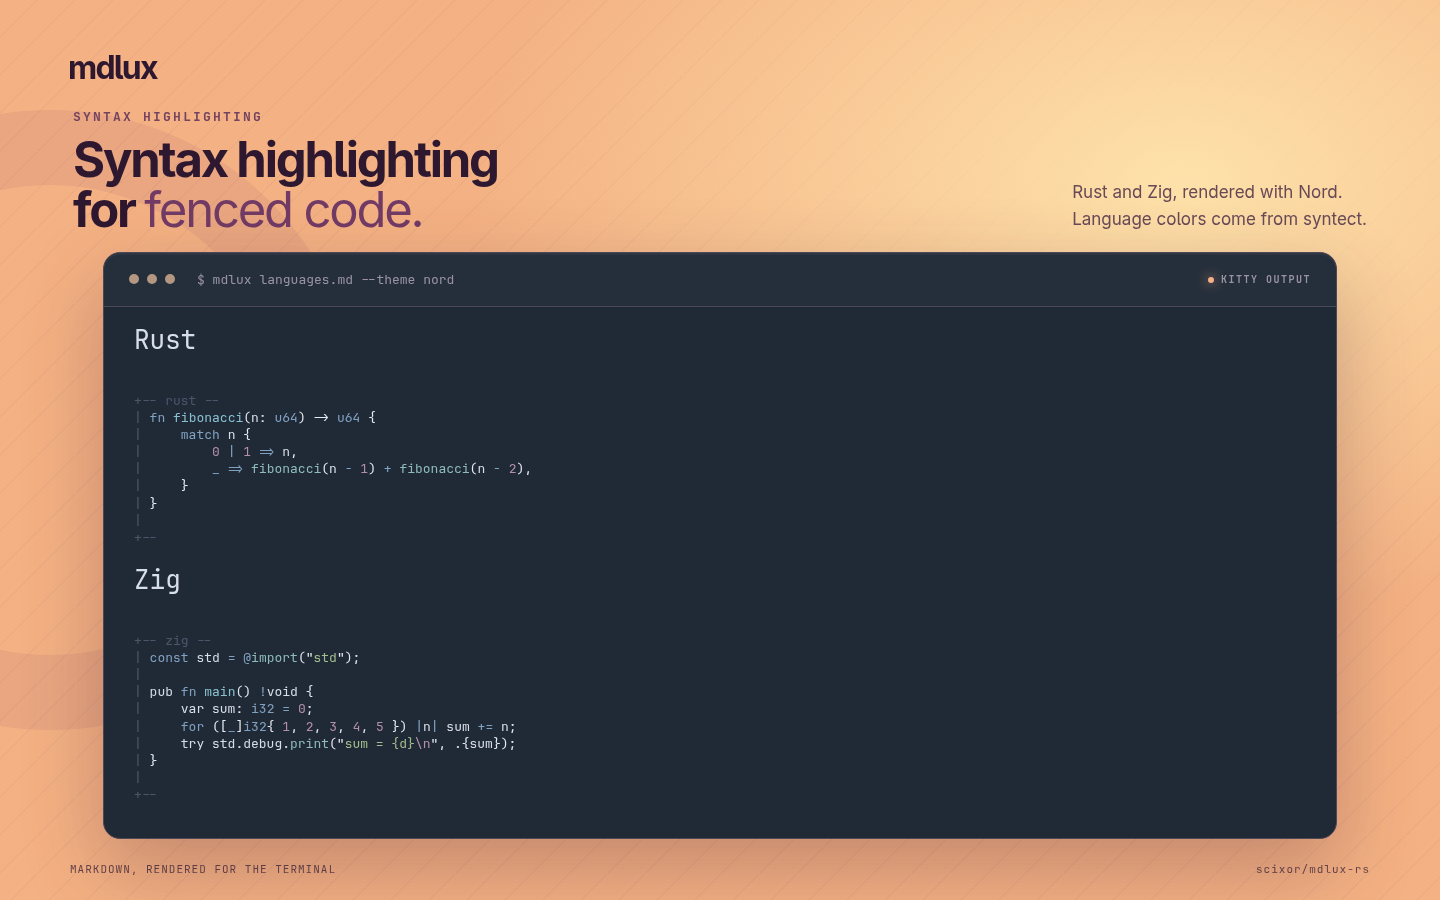 mdlux
SYNTAX HIGHLIGHTING
Syntax highlighting
for fenced code.
Rust and Zig, rendered with Nord.
Language colors come from syntect.
$ mdlux languages.md --theme nord
KITTY OUTPUT
Rust
+-- rust --
| fn fibonacci(n: u64) -> u64 {
|     match n {
|         0 | 1 => n,
|         _ => fibonacci(n - 1) + fibonacci(n - 2),
|     }
| }
|
+--
Zig
+-- zig --
| const std = @import("std");
|
| pub fn main() !void {
|     var sum: i32 = 0;
|     for ([_]i32{ 1, 2, 3, 4, 5 }) |n| sum += n;
|     try std.debug.print("sum = {d}\n", .{sum});
| }
|
+--
MARKDOWN, RENDERED FOR THE TERMINAL
scixor/mdlux-rs